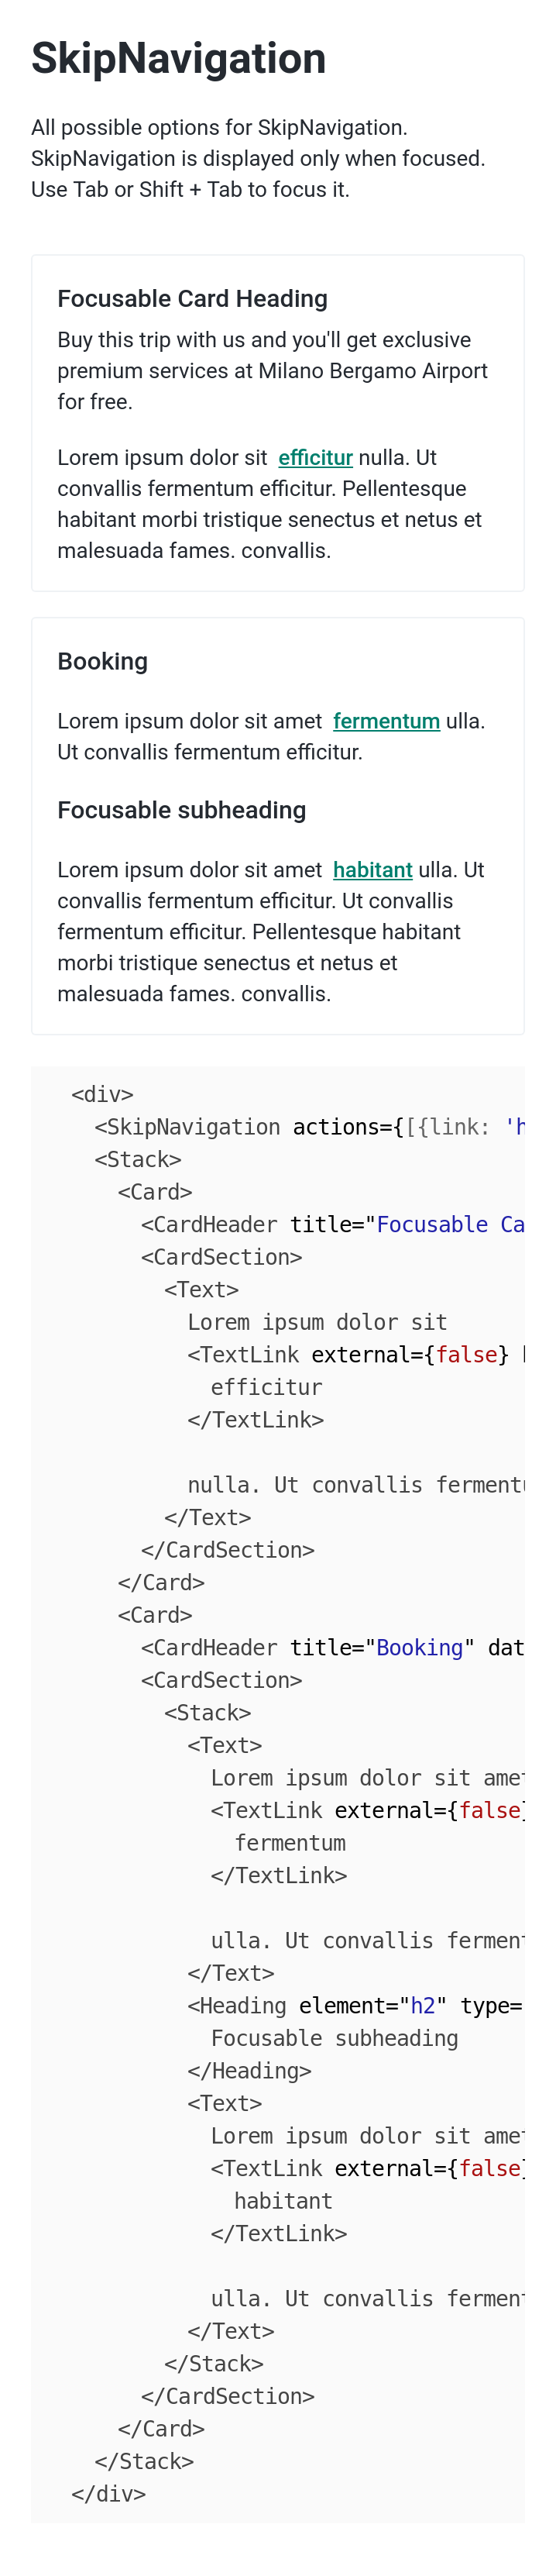 SkipNavigation
All possible options for SkipNavigation.
SkipNavigation is displayed only when focused.
Use Tab or Shift + Tab to focus it.
Focusable Card Heading
Buy this trip with us and you'll get exclusive
premium services at Milano Bergamo Airport
for free.
Lorem ipsum dolor sit efficitur nulla. Ut
convallis fermentum efficitur. Pellentesque
habitant morbi tristique senectus et netus et
malesuada fames. convallis.
Booking
Lorem ipsum dolor sit amet fermentum ulla.
Ut convallis fermentum efficitur.
Focusable subheading
Lorem ipsum dolor sit amet habitant ulla. Ut
convallis fermentum efficitur. Ut convallis
fermentum efficitur. Pellentesque habitant
morbi tristique senectus et netus et
malesuada fames. convallis.
<div>
<SkipNavigation actions={[{link: 'h
<Stack>
<Card>
<CardHeader title="Focusable Ca
<CardSection>
<Text>
Lorem ipsum dolor sit
<TextLink external={false}
efficitur
</TextLink>
nulla. Ut convallis fermentu
</Text>
</CardSection>
</Card>
<Card>
<CardHeader title="Booking" dat
<CardSection>
<Stack>
<Text>
Lorem ipsum dolor sit amet
<TextLink external={false}
fermentum
</TextLink>
ulla. Ut convallis ferment
</Text>
<Heading element="h2" type=
Focusable subheading
</Heading>
<Text>
Lorem ipsum dolor sit amet
<TextLink external={false}
habitant
</TextLink>
ulla. Ut convallis ferment
</Text>
</Stack>
</CardSection>
</Card>
</Stack>
</div>